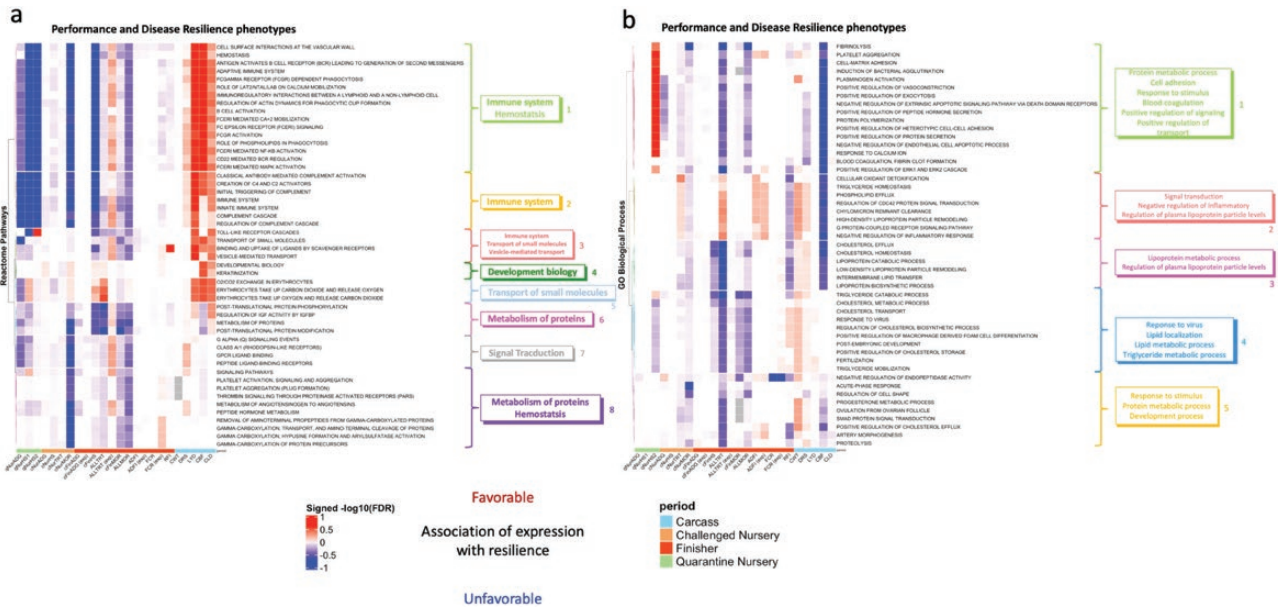 a
Performance and Disease Resilience phenotypes
CELL SURFACE INTERACTIONS AT THE VASCULAR WALL
HEMOSTASIS
ANTIGEN ACTIVATES B CELL RECEPTOR (BCR) LEADING TO GENERATION OF SECOND MESSENGERS
ADAPTIVE IMMUNE SYSTEM
FCGAMMA RECEPTOR (FCGR) DEPENDENT PHAGOCYTOSIS
ROLE OF LAT2/NTAL/LAB ON CALCIUM MOBILIZATION
IMMUNOREGULATORY INTERACTIONS BETWEEN A LYMPHOID AND A NON-LYMPHOID CELL
REGULATION OF ACTIN DYNAMICS FOR PHAGOCYTIC CUP FORMATION
B CELL ACTIVATION
FCERI MEDIATED CA+2 MOBILIZATION
FC EPSILON RECEPTOR (FCERI) SIGNALING
FCGR ACTIVATION
ROLE OF PHOSPHOLIPIDS IN PHAGOCYTOSIS
FCERI MEDIATED NF-KB ACTIVATION
CD22 MEDIATED BCR REGULATION
FCERI MEDIATED MAPK ACTIVATION
CLASSICAL ANTIBODY-MEDIATED COMPLEMENT ACTIVATION
CREATION OF C4 AND C2 ACTIVATORS
INITIAL TRIGGERING OF COMPLEMENT
IMMUNE SYSTEM
INNATE IMMUNE SYSTEM
COMPLEMENT CASCADE
REGULATION OF COMPLEMENT CASCADE
TOLL-LIKE RECEPTOR CASCADES
TRANSPORT OF SMALL MOLECULES
BINDING AND UPTAKE OF LIGANDS BY SCAVENGER RECEPTORS
VESICLE-MEDIATED TRANSPORT
DEVELOPMENTAL BIOLOGY
KERATINIZATION
O2/CO2 EXCHANGE IN ERYTHROCYTES
ERYTHROCYTES TAKE UP CARBON DIOXIDE AND RELEASE OXYGEN
ERYTHROCYTES TAKE UP OXYGEN AND RELEASE CARBON DIOXIDE
POST-TRANSLATIONAL PROTEIN PHOSPHORYLATION
REGULATION OF IGF ACTIVITY BY IGFBP
METABOLISM OF PROTEINS
POST-TRANSLATIONAL PROTEIN MODIFICATION
G ALPHA (Q) SIGNALLING EVENTS
CLASS A/1 (RHODOPSIN-LIKE RECEPTORS)
GPCR LIGAND BINDING
PEPTIDE LIGAND-BINDING RECEPTORS
SIGNALING PATHWAYS
PLATELET ACTIVATION, SIGNALING AND AGGREGATION
PLATELET AGGREGATION (PLUG FORMATION)
THROMBIN SIGNALLING THROUGH PROTEINASE ACTIVATED RECEPTORS (PARS)
METABOLISM OF ANGIOTENSINOGEN TO ANGIOTENSINS
PEPTIDE HORMONE METABOLISM
REMOVAL OF AMINOTERMINAL PROPEPTIDES FROM GAMMA-CARBOXYLATED PROTEINS
GAMMA-CARBOXYLATION, TRANSPORT, AND AMINO-TERMINAL CLEAVAGE OF PROTEINS
GAMMA-CARBOXYLATION, HYPUSINE FORMATION AND ARYLSULFATASE ACTIVATION
GAMMA-CARBOXYLATION OF PROTEIN PRECURSORS
Reactome Pathways
Immune system
Hemostatsis
1
Immune system
2
Immune system
Transport of small molecules
Vesicle-mediated transport
3
Development biology
4
Transport of small molecules
5
Metabolism of proteins
6
Signal Tracduction
7
Metabolism of proteins
Hemostasis
8
b
Performance and Disease Resilience phenotypes
FIBRINOLYSIS
PLATELET AGGREGATION
CELL-MATRIX ADHESION
INDUCTION OF BACTERIAL AGGLUTINATION
PLASMINOGEN ACTIVATION
POSITIVE REGULATION OF VASOCONSTRICTION
POSITIVE REGULATION OF EXOCYTOSIS
NEGATIVE REGULATION OF EXTRINSIC APOPTOTIC SIGNALING PATHWAY VIA DEATH DOMAIN RECEPTORS
POSITIVE REGULATION OF PEPTIDE HORMONE SECRETION
PROTEIN POLYMERIZATION
POSITIVE REGULATION OF HETEROTYPIC CELL-CELL ADHESION
POSITIVE REGULATION OF PROTEIN SECRETION
NEGATIVE REGULATION OF ENDOTHELIAL CELL APOPTOTIC PROCESS
RESPONSE TO CALCIUM ION
BLOOD COAGULATION, FIBRIN CLOT FORMATION
POSITIVE REGULATION OF ERK1 AND ERK2 CASCADE
CELLULAR OXIDANT DETOXIFICATION
TRIGLYCERIDE HOMEOSTASIS
PHOSPHOLIPID EFFLUX
REGULATION OF CDC42 PROTEIN SIGNAL TRANSDUCTION
CHYLOMICRON REMNANT CLEARANCE
HIGH-DENSITY LIPOPROTEIN PARTICLE REMODELING
G PROTEIN-COUPLED RECEPTOR SIGNALING PATHWAY
NEGATIVE REGULATION OF INFLAMMATORY RESPONSE
CHOLESTEROL EFFLUX
CHOLESTEROL HOMEOSTASIS
LIPOPROTEIN CATABOLIC PROCESS
LOW-DENSITY LIPOPROTEIN PARTICLE REMODELING
INTERMEMBRANE LIPID TRANSFER
LIPOPROTEIN BIOSYNTHETIC PROCESS
TRIGLYCERIDE CATABOLIC PROCESS
CHOLESTEROL METABOLIC PROCESS
CHOLESTEROL TRANSPORT
RESPONSE TO VIRUS
REGULATION OF CHOLESTEROL BIOSYNTHETIC PROCESS
POSITIVE REGULATION OF MACROPHAGE DERIVED FOAM CELL DIFFERENTIATION
POST-EMBRYONIC DEVELOPMENT
POSITIVE REGULATION OF CHOLESTEROL STORAGE
FERTILIZATION
TRIGLYCERIDE MOBILIZATION
NEGATIVE REGULATION OF ENDOPEPTIDASE ACTIVITY
ACUTE-PHASE RESPONSE
REGULATION OF CELL SHAPE
PROGESTERONE METABOLIC PROCESS
OVULATION FROM OVARIAN FOLLICLE
SMAD PROTEIN SIGNAL TRANSDUCTION
POSITIVE REGULATION OF CHOLESTEROL EFFLUX
ARTERY MORPHOGENESIS
PROTEOLYSIS
GO Biological Process
Protein metabolic process
Cell adhesion
Response to stimulus
Blood coagulation
Positive regulation of signaling
Positive regulation of
transport
1
Signal transduction
Negative regulation of inflammatory
Regulation of plasma lipoprotein particle levels
2
Lipoprotein metabolic process
Regulation of plasma lipoprotein particle levels
3
Reponse to virus
Lipid localization
Lipid metabolic process
Triglyceride metabolic process
4
Response to stimulus
Protein metabolic process
Development process
5
Signed -log10(FDR)
1
0.5
0
-0.5
-1
Favorable
Association of expression
with resilience
Unfavorable
period
Carcass
Challenged Nursery
Finisher
Quarantine Nursery